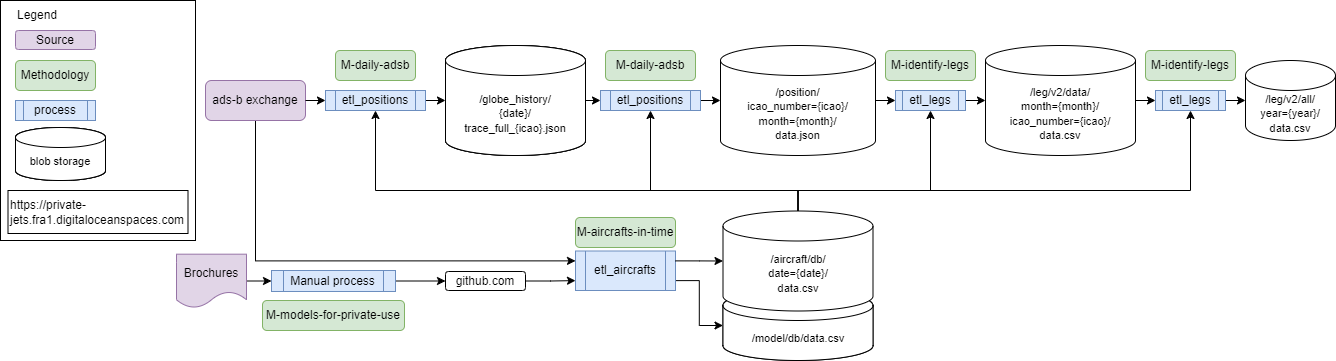 Legend
Source
Methodology
process
blob storage
https://private-
jets.fra1.digitaloceanspaces.com
ads-b exchange
M-daily-adsb
etl_positions
/globe_history/
{date}/
trace_full_{icao}.json
M-daily-adsb
etl_positions
/position/
icao_number={icao}/
month={month}/
data.json
M-identify-legs
etl_legs
/leg/v2/data/
month={month}/
icao_number={icao}/
data.csv
M-identify-legs
etl_legs
/leg/v2/all/
year={year}/
data.csv
Brochures
Manual process
M-models-for-private-use
github.com
M-aircrafts-in-time
etl_aircrafts
/aircraft/db/
date={date}/
data.csv
/model/db/data.csv